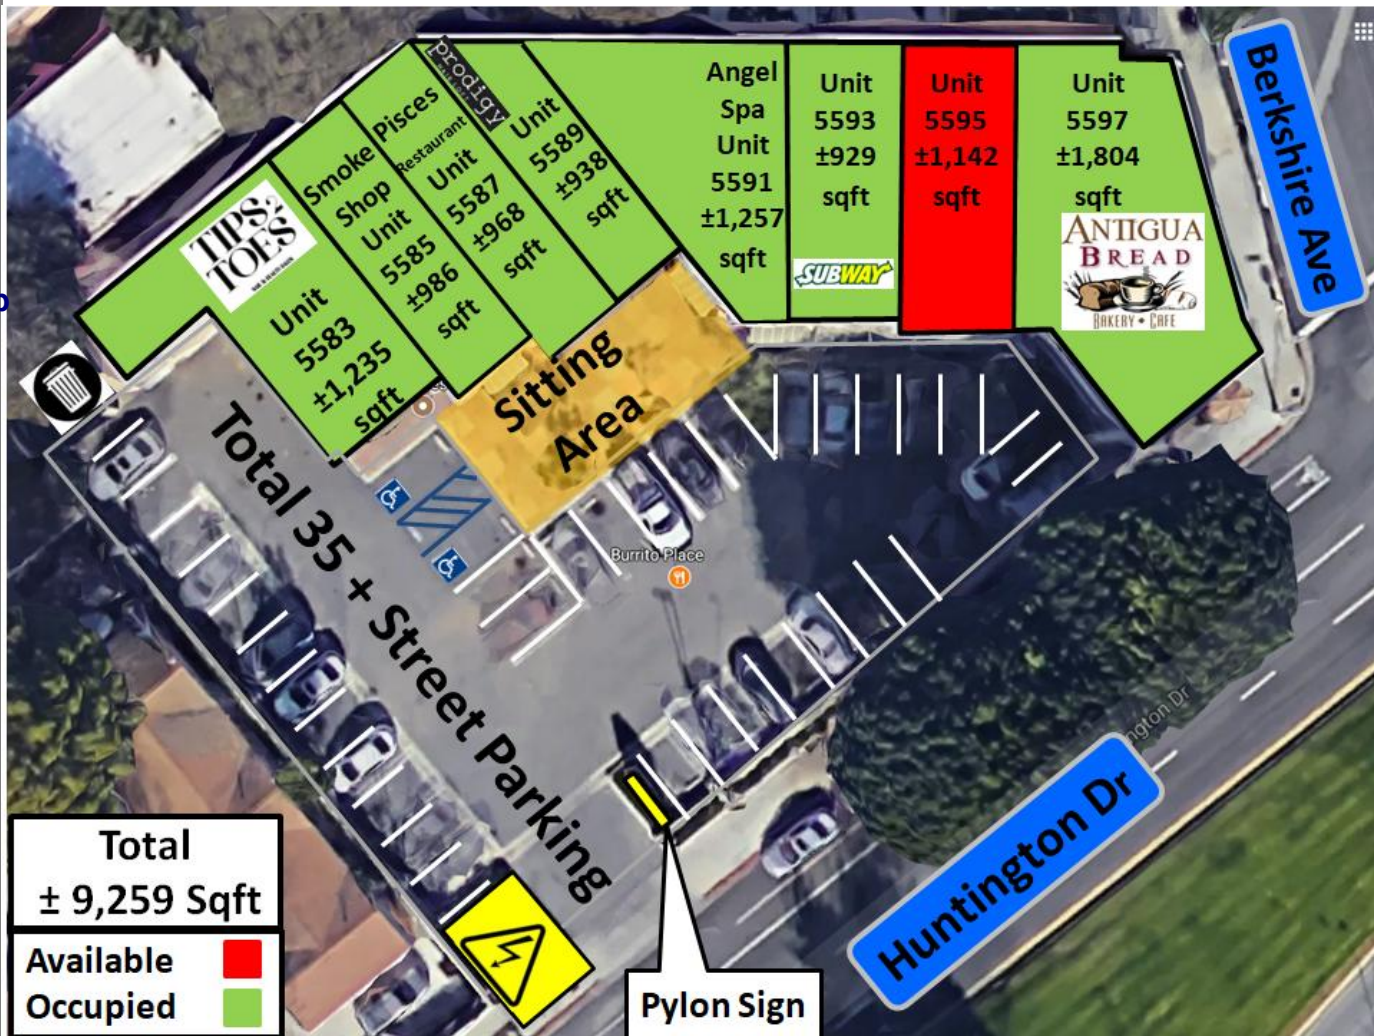 prodigy
TIPS 2
TOES
Unit
5583
±1,235
sqft
Smoke
Shop
Unit
5585
±986
sqft
Pisces
Restaurant
Unit
5587
±968
sqft
Unit
5589
±938
sqft
Angel
Spa
Unit
5591
±1,257
sqft
Unit
5593
±929
sqft
SUBWAY
Unit
5595
±1,142
sqft
Unit
5597
±1,804
sqft
ANTIGUA
BREAD
BAKERY • CAFE
Berkshire Ave
Sitting
Area
Total 35 + Street Parking
Burrito Place
ngton Dr
Huntington Dr
Pylon Sign
Total
± 9,259 Sqft
Available
Occupied